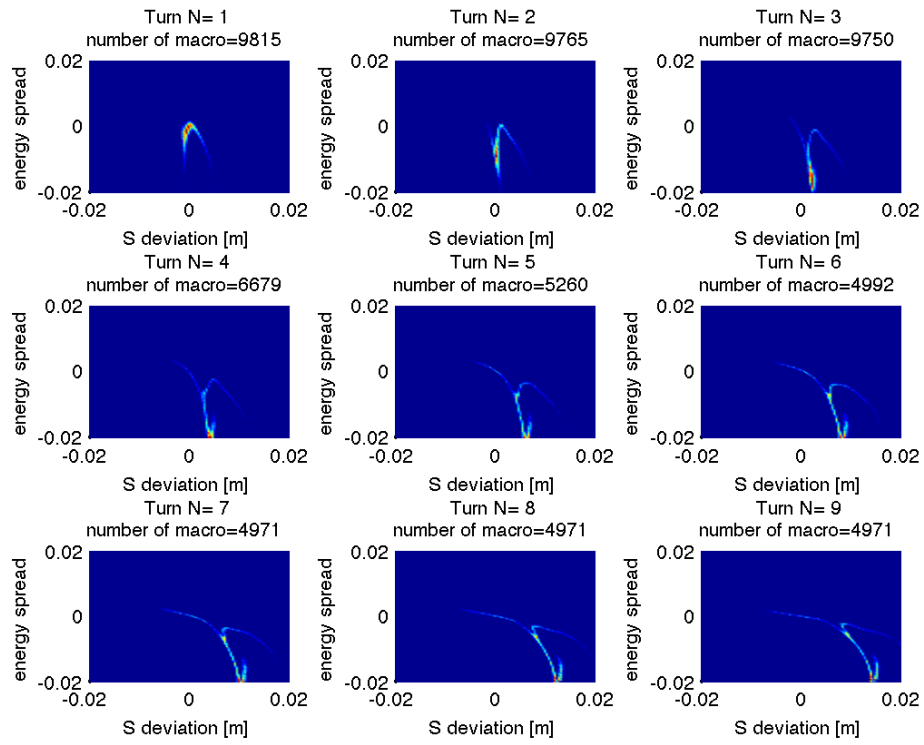 Turn N= 1
number of macro=9815
energy spread
0.02
0
-0.02
-0.02 0 0.02
S deviation [m]
Turn N= 2
number of macro=9765
energy spread
0.02
0
-0.02
-0.02 0 0.02
S deviation [m]
Turn N= 3
number of macro=9750
energy spread
0.02
0
-0.02
-0.02 0 0.02
S deviation [m]
Turn N= 4
number of macro=6679
energy spread
0.02
0
-0.02
-0.02 0 0.02
S deviation [m]
Turn N= 5
number of macro=5260
energy spread
0.02
0
-0.02
-0.02 0 0.02
S deviation [m]
Turn N= 6
number of macro=4992
energy spread
0.02
0
-0.02
-0.02 0 0.02
S deviation [m]
Turn N= 7
number of macro=4971
energy spread
0.02
0
-0.02
-0.02 0 0.02
S deviation [m]
Turn N= 8
number of macro=4971
energy spread
0.02
0
-0.02
-0.02 0 0.02
S deviation [m]
Turn N= 9
number of macro=4971
energy spread
0.02
0
-0.02
-0.02 0 0.02
S deviation [m]